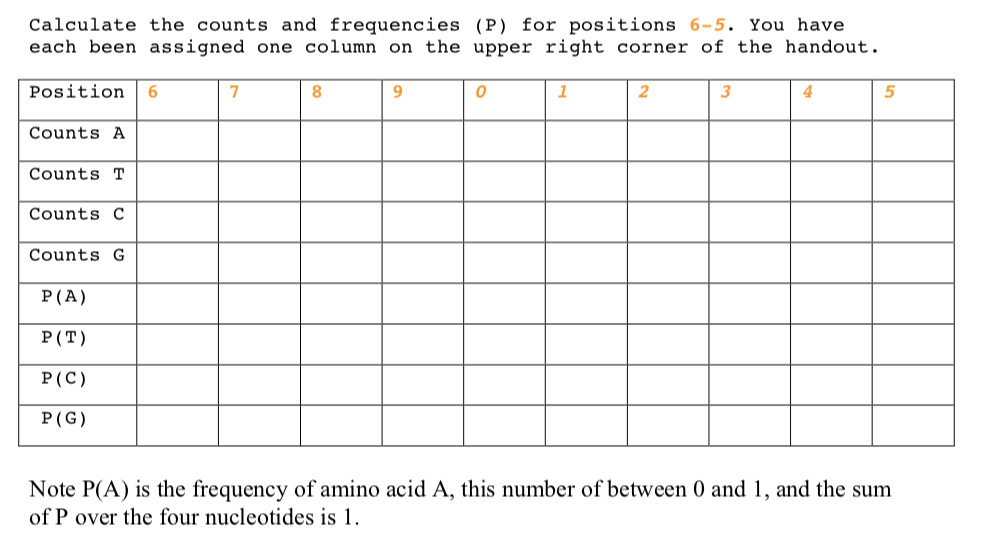 Calculate the counts and frequencies (P) for positions 6-5. You have
each been assigned one column on the upper right corner of the handout.
Position 6 7 8 9 0 1 2 3 4 5
Counts A
Counts T
Counts C
Counts G
P(A)
P(T)
P(C)
P(G)
Note P(A) is the frequency of amino acid A, this number of between 0 and 1, and the sum
of P over the four nucleotides is 1.